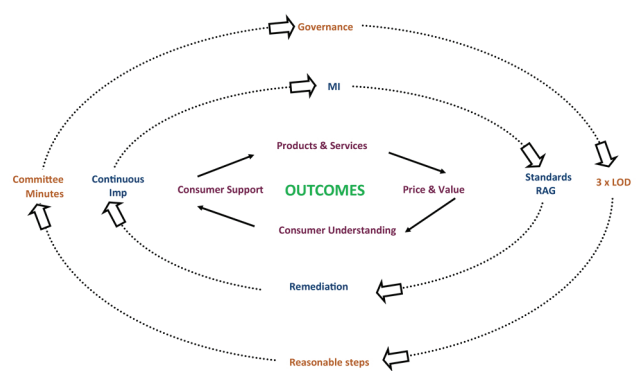 Governance
MI
Products & Services
Committee
Minutes
Continuous
Imp
Consumer Support
OUTCOMES
Price & Value
Standards
RAG
3 x LOD
Consumer Understanding
Remediation
Reasonable steps